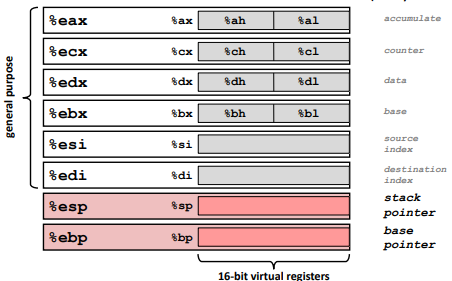 general purpose
%eax %ax %ah %al accumulate
%ecx %cx %ch %cl counter
%edx %dx %dh %dl data
%ebx %bx %bh %bl base
%esi %si source
index
%edi %di destination
index
%esp %sp stack
pointer
%ebp %bp base
pointer
16-bit virtual registers